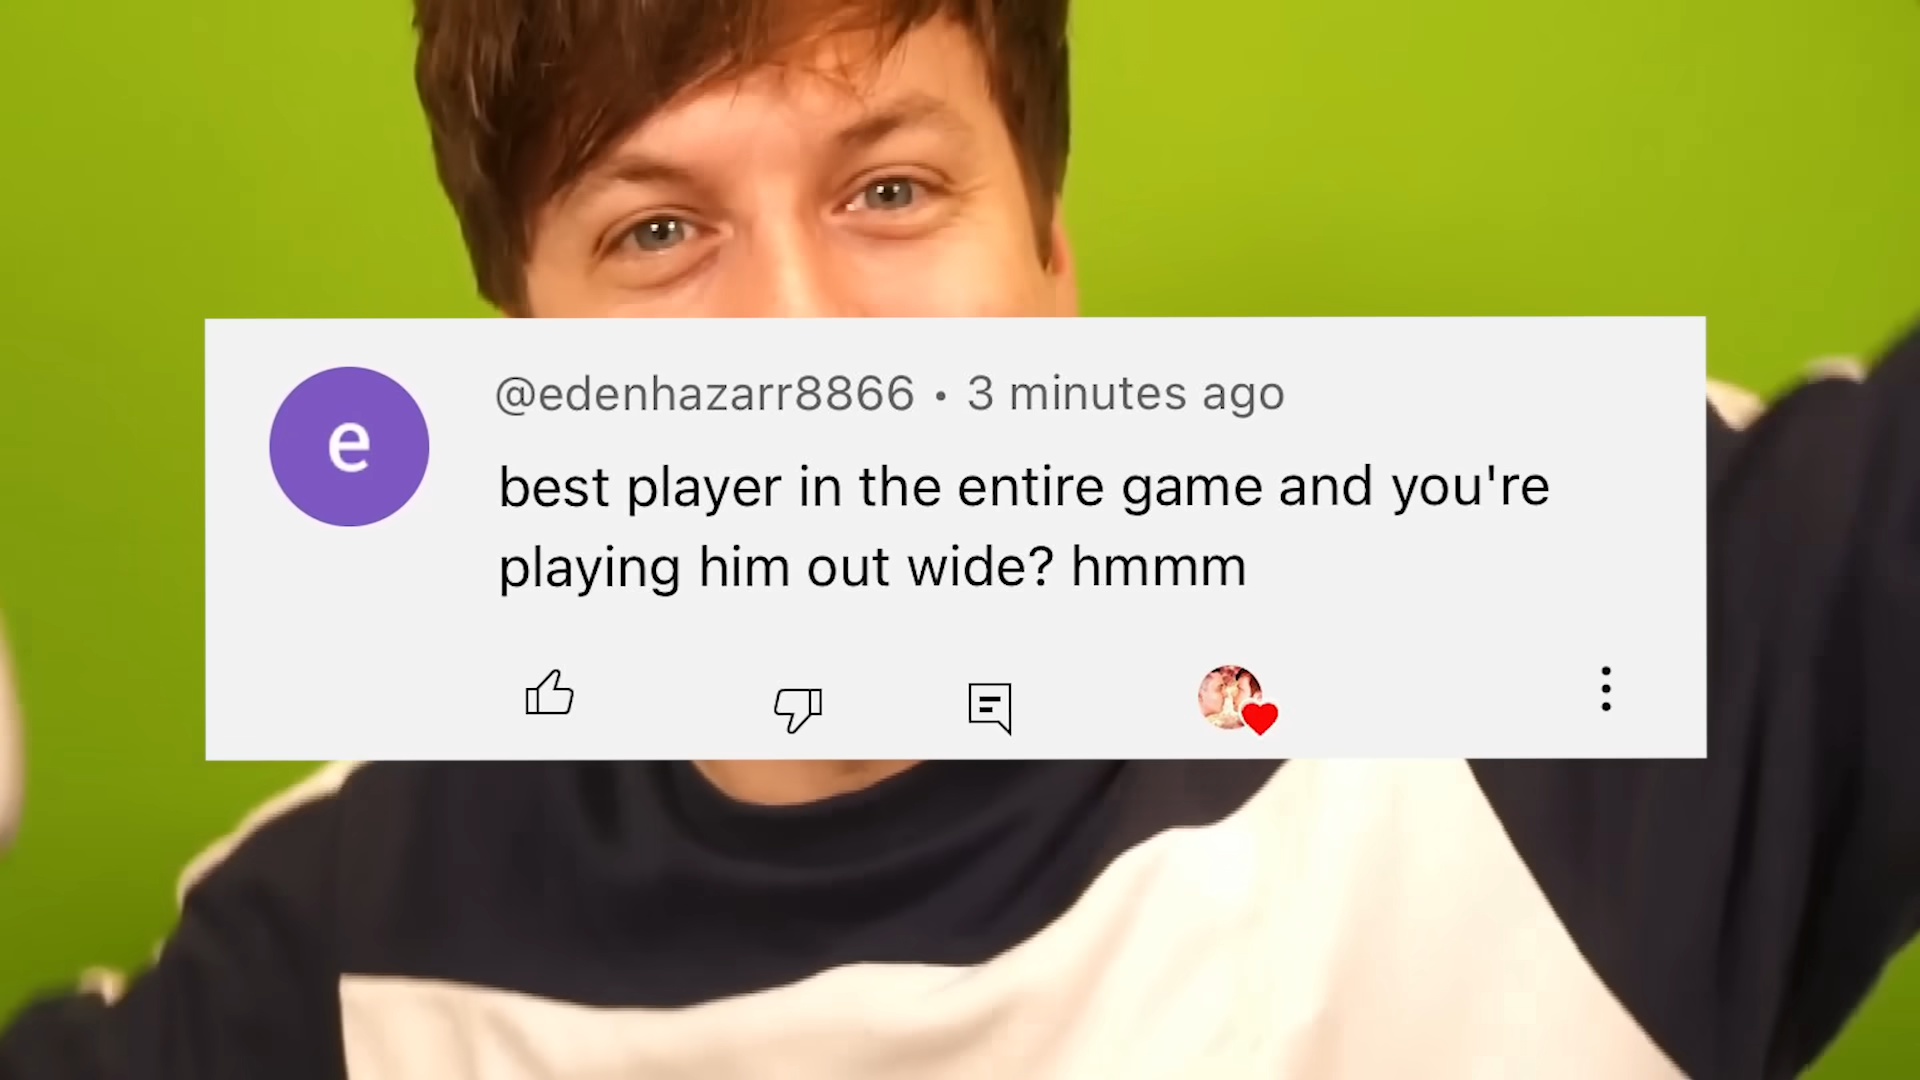 e
@edenhazarr8866 • 3 minutes ago
best player in the entire game and you're
playing him out wide? hmmm